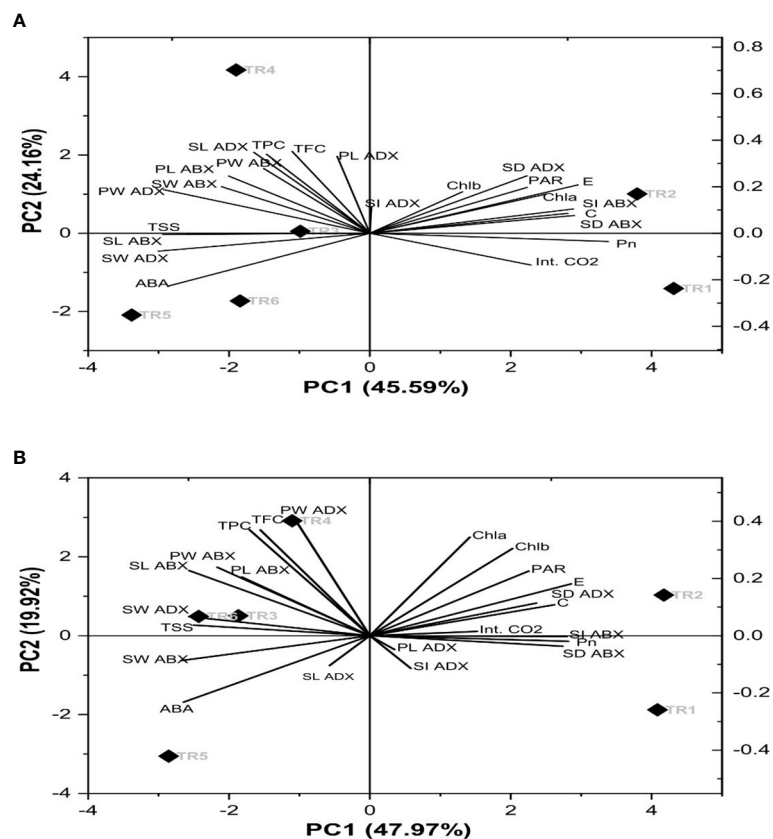 A
4
2
0
-2
0.8
0.6
0.4
0.2
0.0
-0.2
-0.4
PC2 (24.16%)
TR4
SL ADX
TPC
TFC
PW ABX
PL ADX
PL ABX
SW ABX
PW ADX
SI ADX
SD ADX
Chlb
PAR
E
TR2
Chla
SI ABX
C
SD ABX
Pn
Int. CO2
TR1
TSS
TR3
SL ABX
SW ADX
ABA
TR6
TR5
-4
-2
0
2
4
PC1 (45.59%)
B
4
2
0
-2
-4
0.4
0.2
0.0
-0.2
-0.4
PC2 (19.92%)
PW ADX
TPC
TFC
TR4
PW ABX
SL ABX
PL ABX
SW ADX
TR6
TR3
TSS
SW ABX
SL ADX
ABA
TR5
Chla
Chlb
PAR
E
SD ADX
C
TR2
Int. CO2
SI ABX
PL ADX
Pn
SD ABX
SI ADX
TR1
-4
-2
0
2
4
PC1 (47.97%)